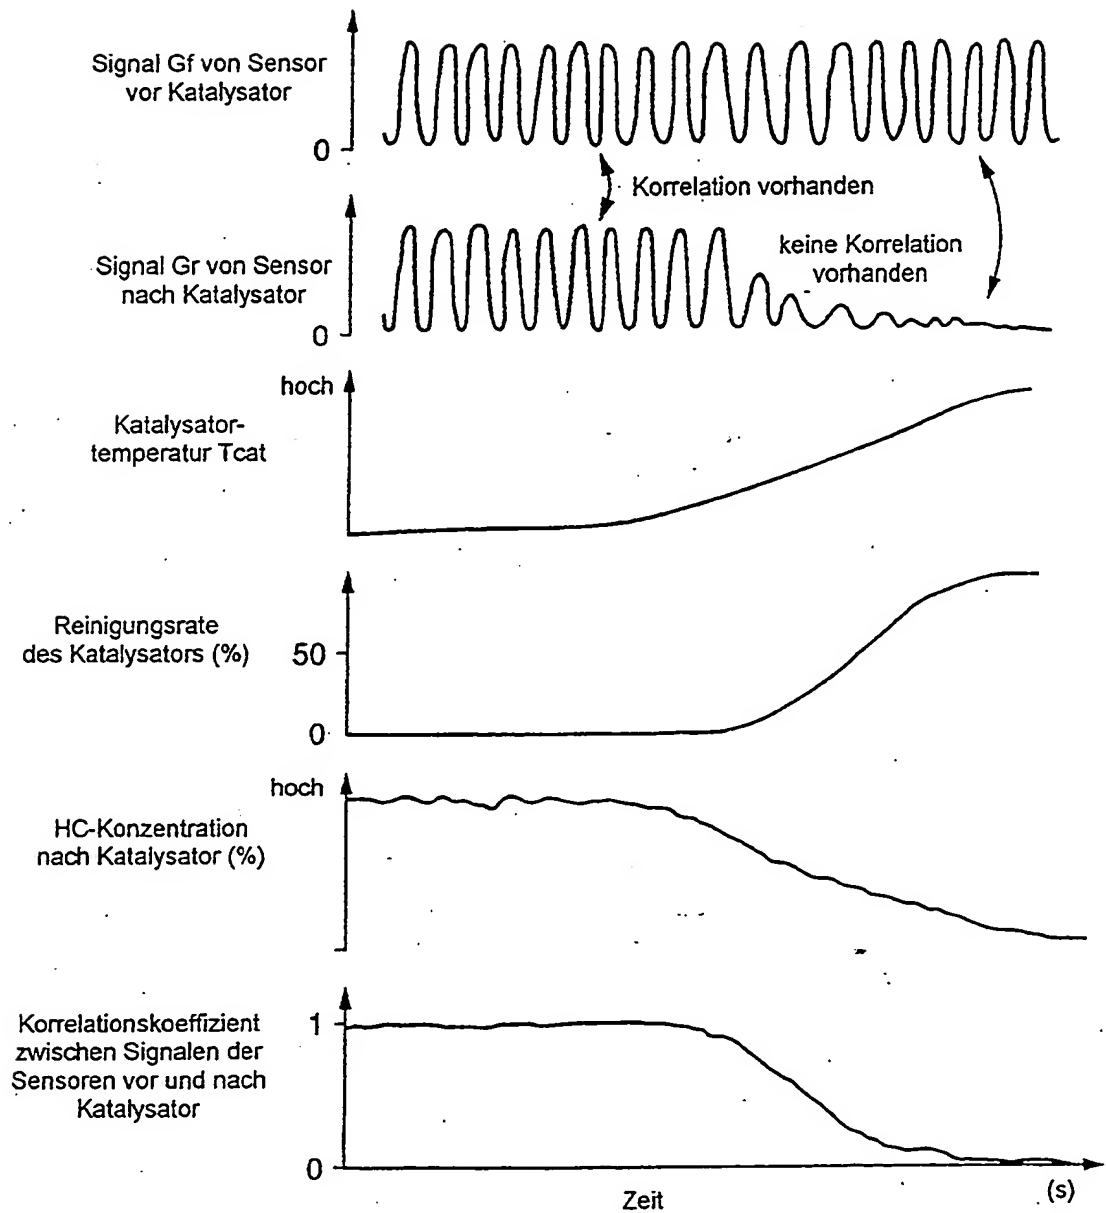 Signal Gf von Sensor
vor Katalysator
0
Korrelation vorhanden
Signal Gr von Sensor
nach Katalysator
keine Korrelation
vorhanden
0
hoch
Katalysator-
temperatur Tcat
Reinigungsrate
des Katalysators (%)
50
0
hoch
HC-Konzentration
nach Katalysator (%)
Korrelationskoeffizient
zwischen Signalen der
Sensoren vor und nach
Katalysator
1
0
Zeit
(s)